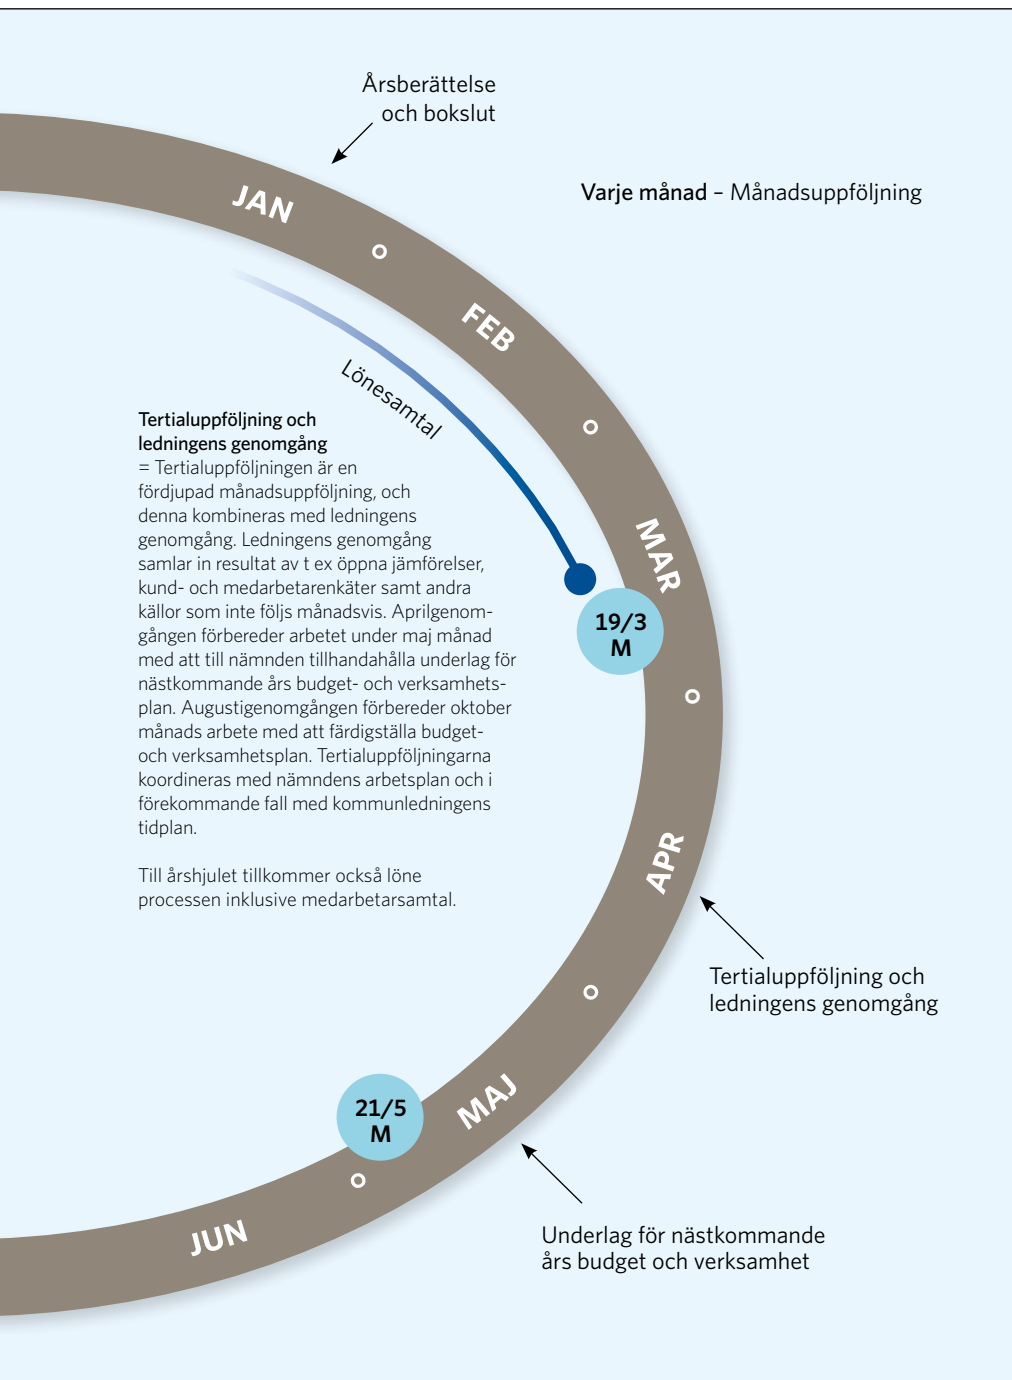 Årsberättelse
och bokslut
Varje månad – Månadsuppföljning
JAN
FEB
MAR
APR
MAJ
JUN
Lönesamtal
19/3
M
21/5
M
Tertialuppföljning och
ledningens genomgång
= Tertialuppföljningen är en
fördjupad månadsuppföljning, och
denna kombineras med ledningens
genomgång. Ledningens genomgång
samlar in resultat av t ex öppna jämförelser,
kund- och medarbetarenkäter samt andra
källor som inte följs månadsvis. Aprilgenom-
gången förbereder arbetet under maj månad
med att till nämnden tillhandahålla underlag för
nästkommande års budget- och verksamhets-
plan. Augustigenomgången förbereder oktober
månads arbete med att färdigställa budget-
och verksamhetsplan. Tertialuppföljningarna
koordineras med nämndens arbetsplan och i
förekommande fall med kommunledningens
tidplan.
Till årshjulet tillkommer också löne
processen inklusive medarbetarsamtal.
Tertialuppföljning och
ledningens genomgång
Underlag för nästkommande
års budget och verksamhet